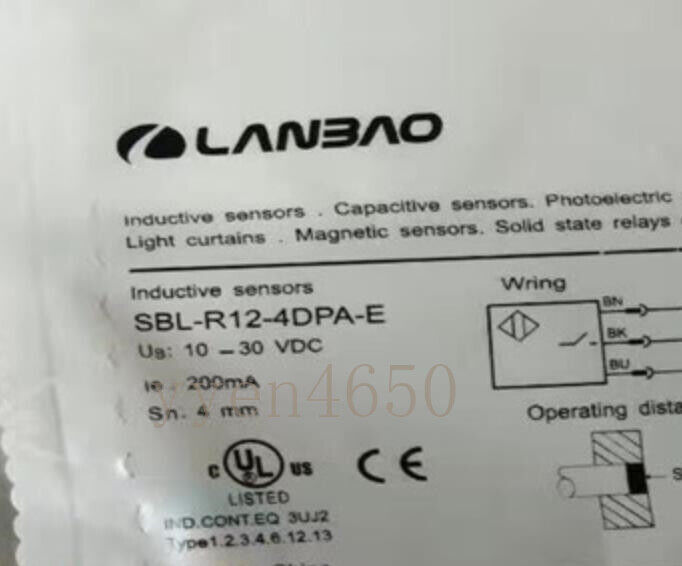 LANBAO
Inductive sensors . Capacitive sensors. Photoelectric
Light curtains . Magnetic sensors. Solid state relays
Inductive sensors
SBL-R12-4DPA-E
Us: 10 – 30 VDC
Ie: 200mA
Sn: 4 mm
Wring
BN
BK
BU
Operating dista
S
yyen4650
C UL US
LISTED
IND.CONT.EQ 3UJ2
Type1.2.3.4.6.12.13
CE